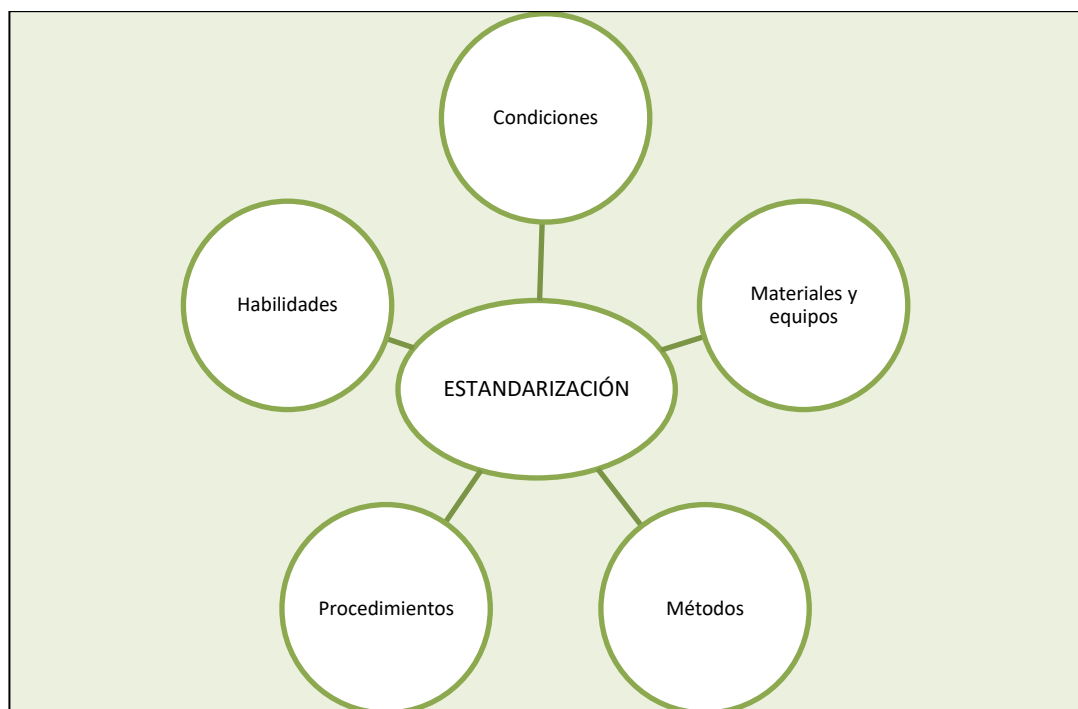 Condiciones
Habilidades
Materiales y
equipos
ESTANDARIZACIÓN
Procedimientos
Métodos